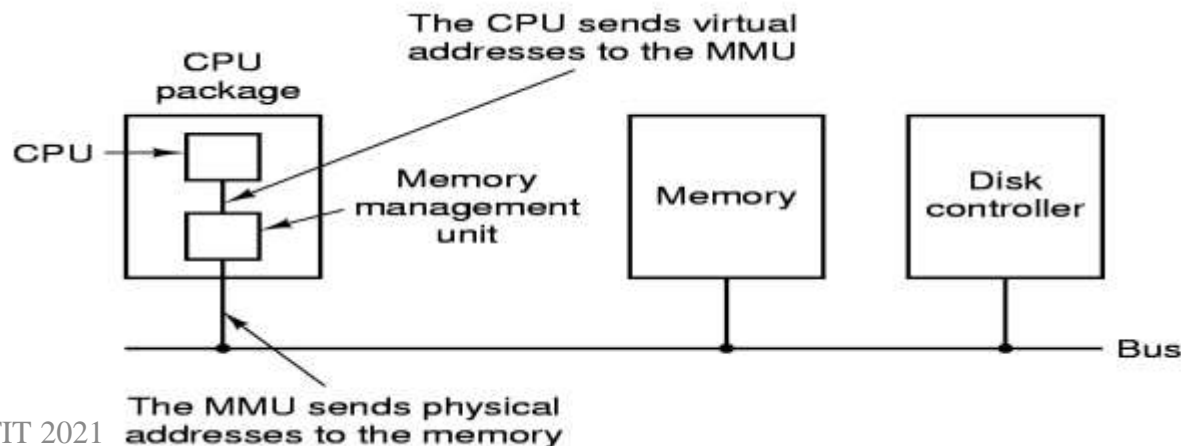 The CPU sends virtual
addresses to the MMU
CPU
package
CPU
Memory
management
unit
Memory
Disk
controller
Bus
The MMU sends physical
addresses to the memory
IT 2021